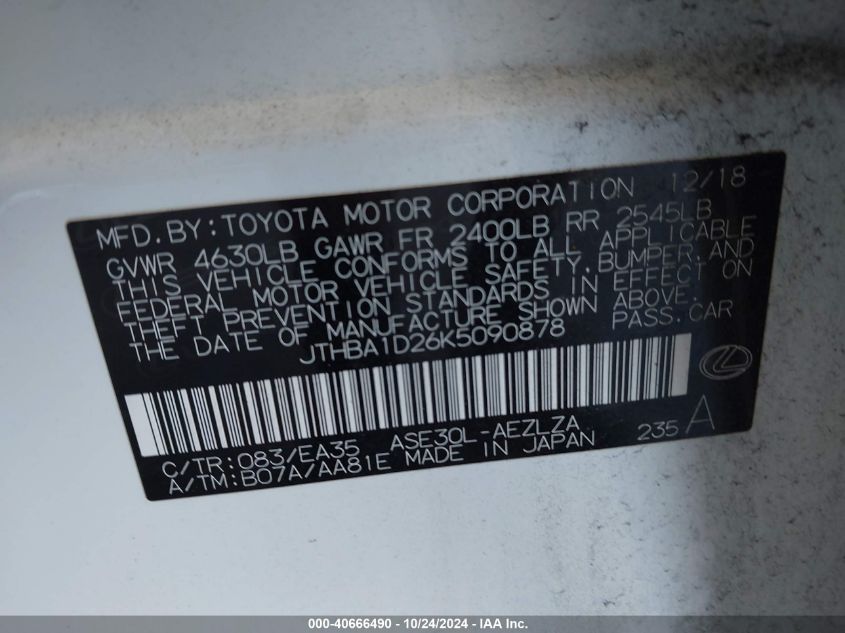 MFD. BY: TOYOTA MOTOR CORPORATION 12/18
GVWR 4630LB GAWR FR 2400LB RR 2545LB
THIS VEHICLE CONFORMS TO ALL APPLICABLE
FEDERAL MOTOR VEHICLE SAFETY, BUMPER, AND
THEFT PREVENTION STANDARDS IN EFFECT ON
THE DATE OF MANUFACTURE SHOWN ABOVE.
JTHBA1D26K5090878 PASS.CAR
C/TR: 083/EA35 ASE30L-AEZLZA 235 A
A/TM: B07A/AA81E MADE IN JAPAN
000-40666490 - 10/24/2024 - IAA Inc.